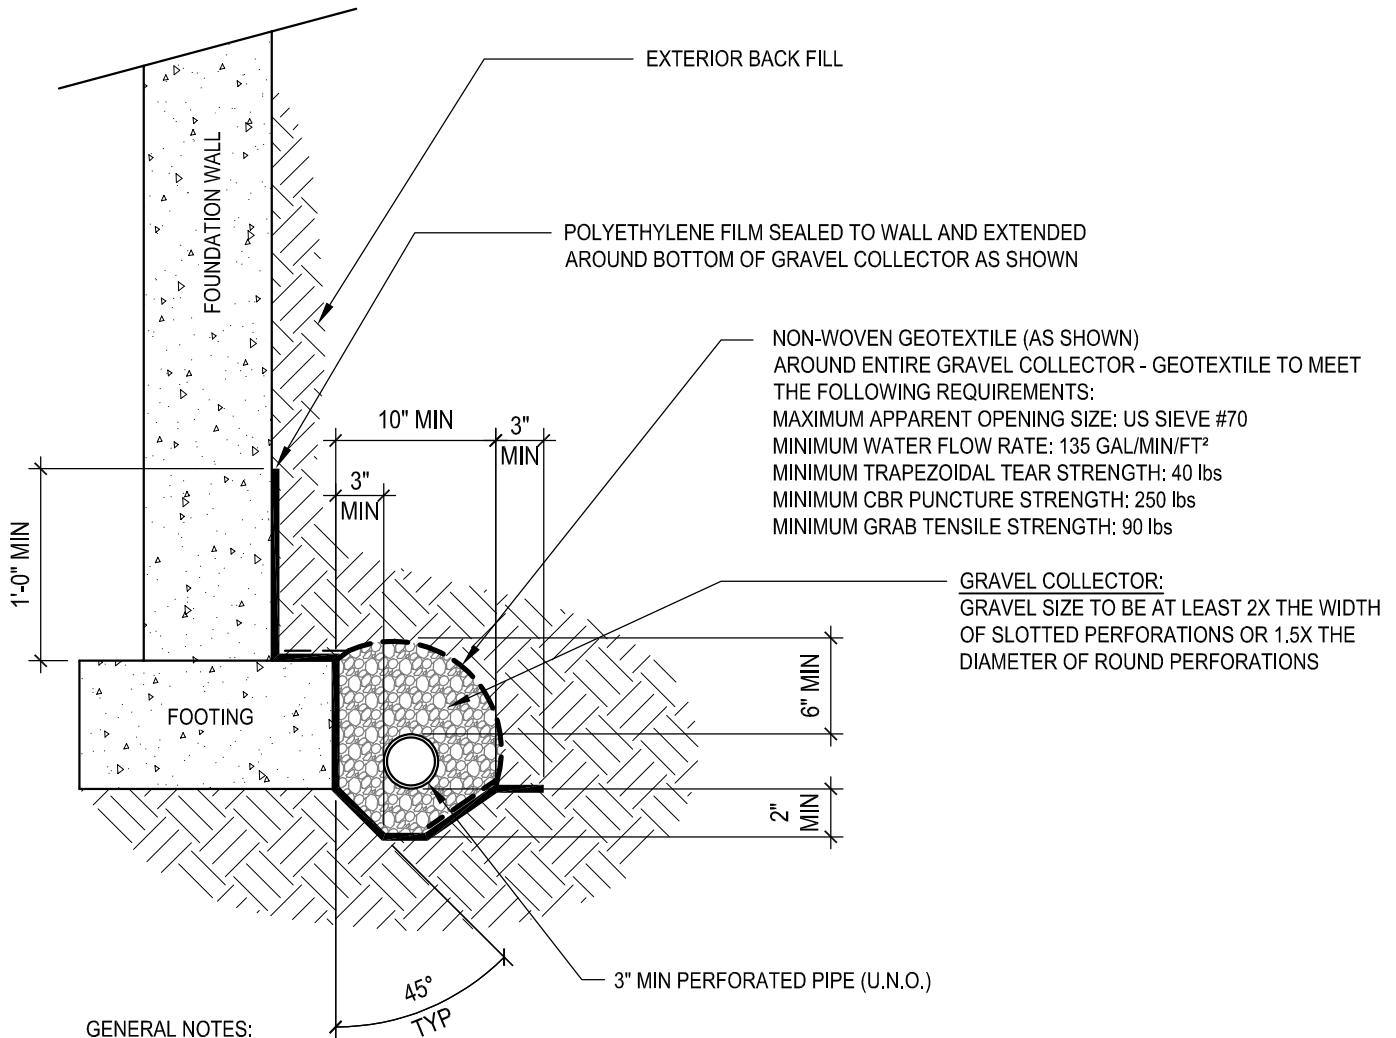 EXTERIOR BACK FILL
FOUNDATION WALL
POLYETHYLENE FILM SEALED TO WALL AND EXTENDED
AROUND BOTTOM OF GRAVEL COLLECTOR AS SHOWN
NON-WOVEN GEOTEXTILE (AS SHOWN)
AROUND ENTIRE GRAVEL COLLECTOR - GEOTEXTILE TO MEET
THE FOLLOWING REQUIREMENTS:
MAXIMUM APPARENT OPENING SIZE: US SIEVE #70
MINIMUM WATER FLOW RATE: 135 GAL/MIN/FT²
MINIMUM TRAPEZOIDAL TEAR STRENGTH: 40 lbs
MINIMUM CBR PUNCTURE STRENGTH: 250 lbs
MINIMUM GRAB TENSILE STRENGTH: 90 lbs
10" MIN
3"
MIN
3"
MIN
1'-0" MIN
GRAVEL COLLECTOR:
GRAVEL SIZE TO BE AT LEAST 2X THE WIDTH
OF SLOTTED PERFORATIONS OR 1.5X THE
DIAMETER OF ROUND PERFORATIONS
6" MIN
FOOTING
2"
MIN
3" MIN PERFORATED PIPE (U.N.O.)
45°
TYP
GENERAL NOTES: